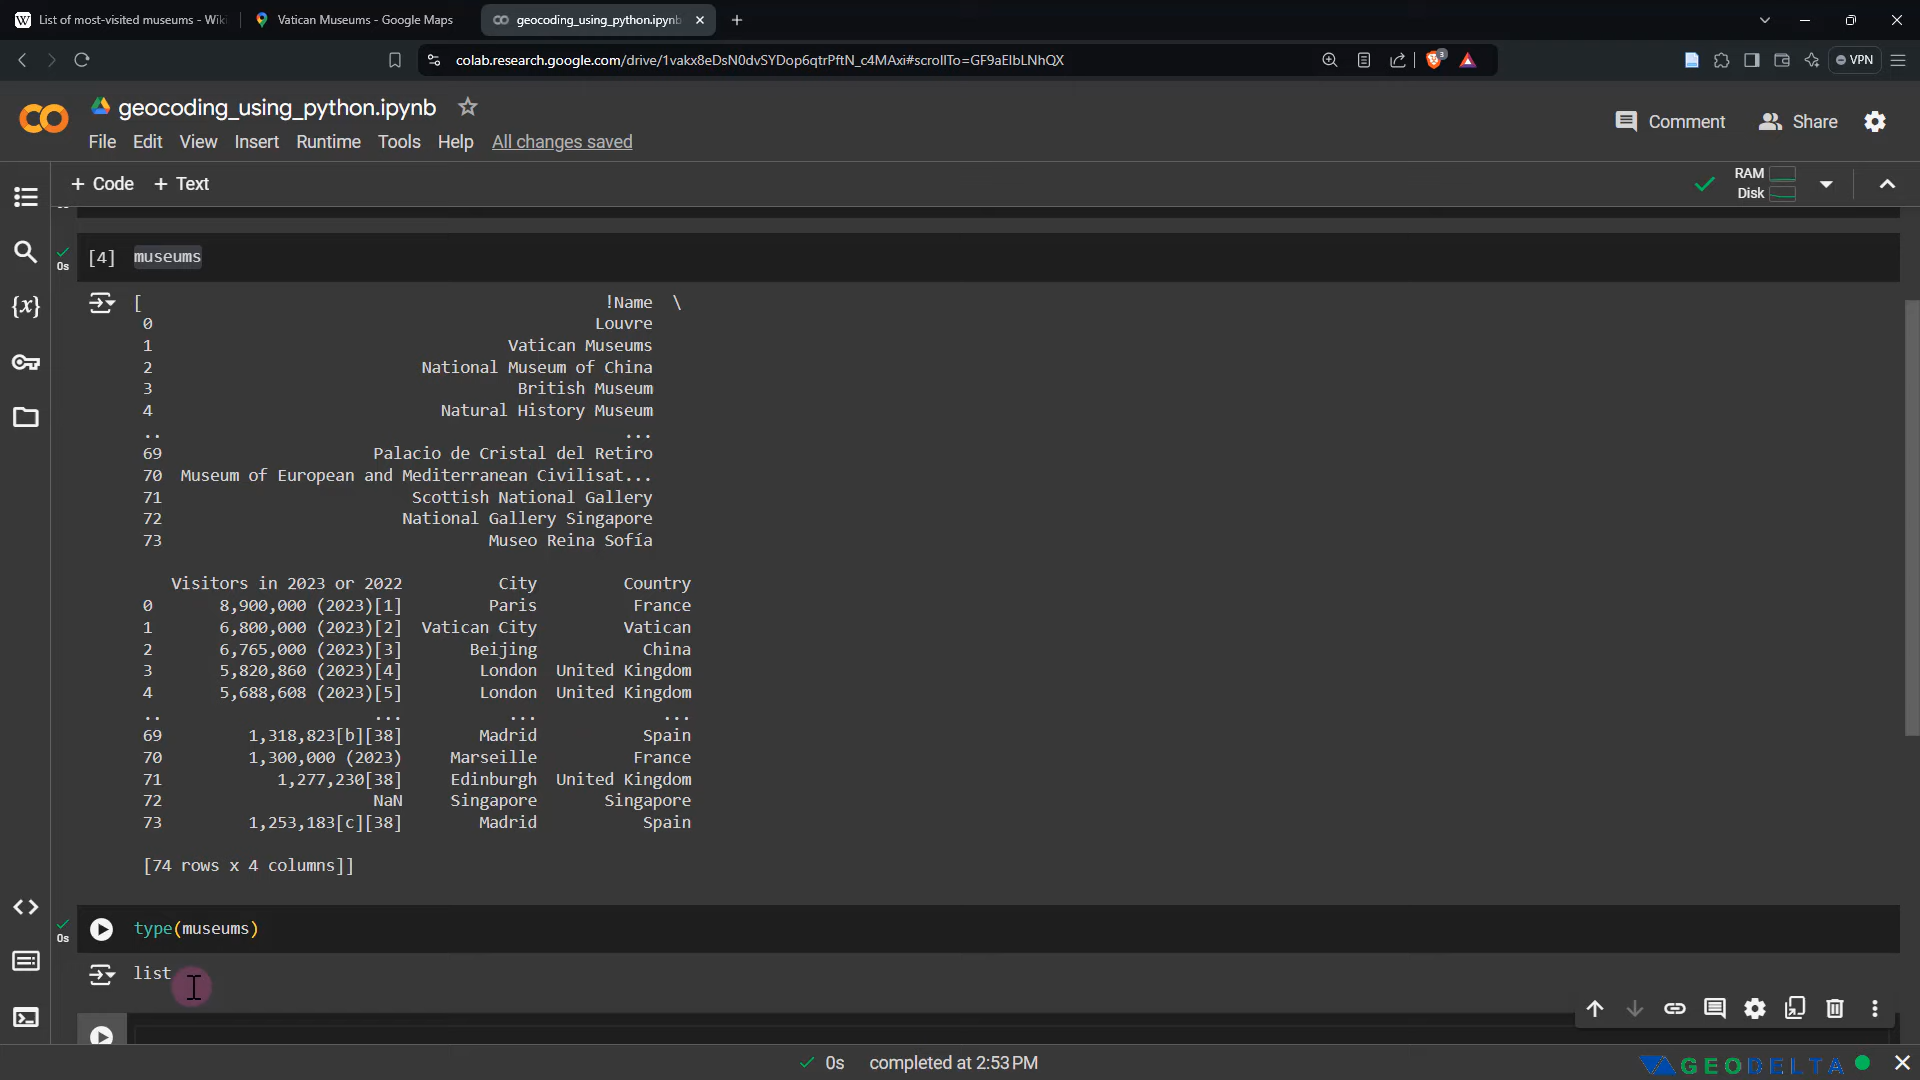 List of most-visited museums - Wiki
Vatican Museums - Google Maps
geocoding_using_python.ipynb
colab.research.google.com/drive/1vakx8eDsN0dvSYDop6qtrPftN_c4MAxi#scrollTo=GF9aElbLNhQX
3
VPN
geocoding_using_python.ipynb
Comment
Share
File Edit View Insert Runtime Tools Help All changes saved
+ Code + Text
RAM
Disk
[4] museums
0s
[ !Name \
0 Louvre
1 Vatican Museums
2 National Museum of China
3 British Museum
4 Natural History Museum
.. ...
69 Palacio de Cristal del Retiro
70 Museum of European and Mediterranean Civilisat...
71 Scottish National Gallery
72 National Gallery Singapore
73 Museo Reina Sofía
Visitors in 2023 or 2022 City Country
0 8,900,000 (2023)[1] Paris France
1 6,800,000 (2023)[2] Vatican City Vatican
2 6,765,000 (2023)[3] Beijing China
3 5,820,860 (2023)[4] London United Kingdom
4 5,688,608 (2023)[5] London United Kingdom
.. ... ... ...
69 1,318,823[b][38] Madrid Spain
70 1,300,000 (2023) Marseille France
71 1,277,230[38] Edinburgh United Kingdom
72 NaN Singapore Singapore
73 1,253,183[c][38] Madrid Spain
[74 rows x 4 columns]]
type(museums)
0s
list
0s completed at 2:53 PM
GEODELTA